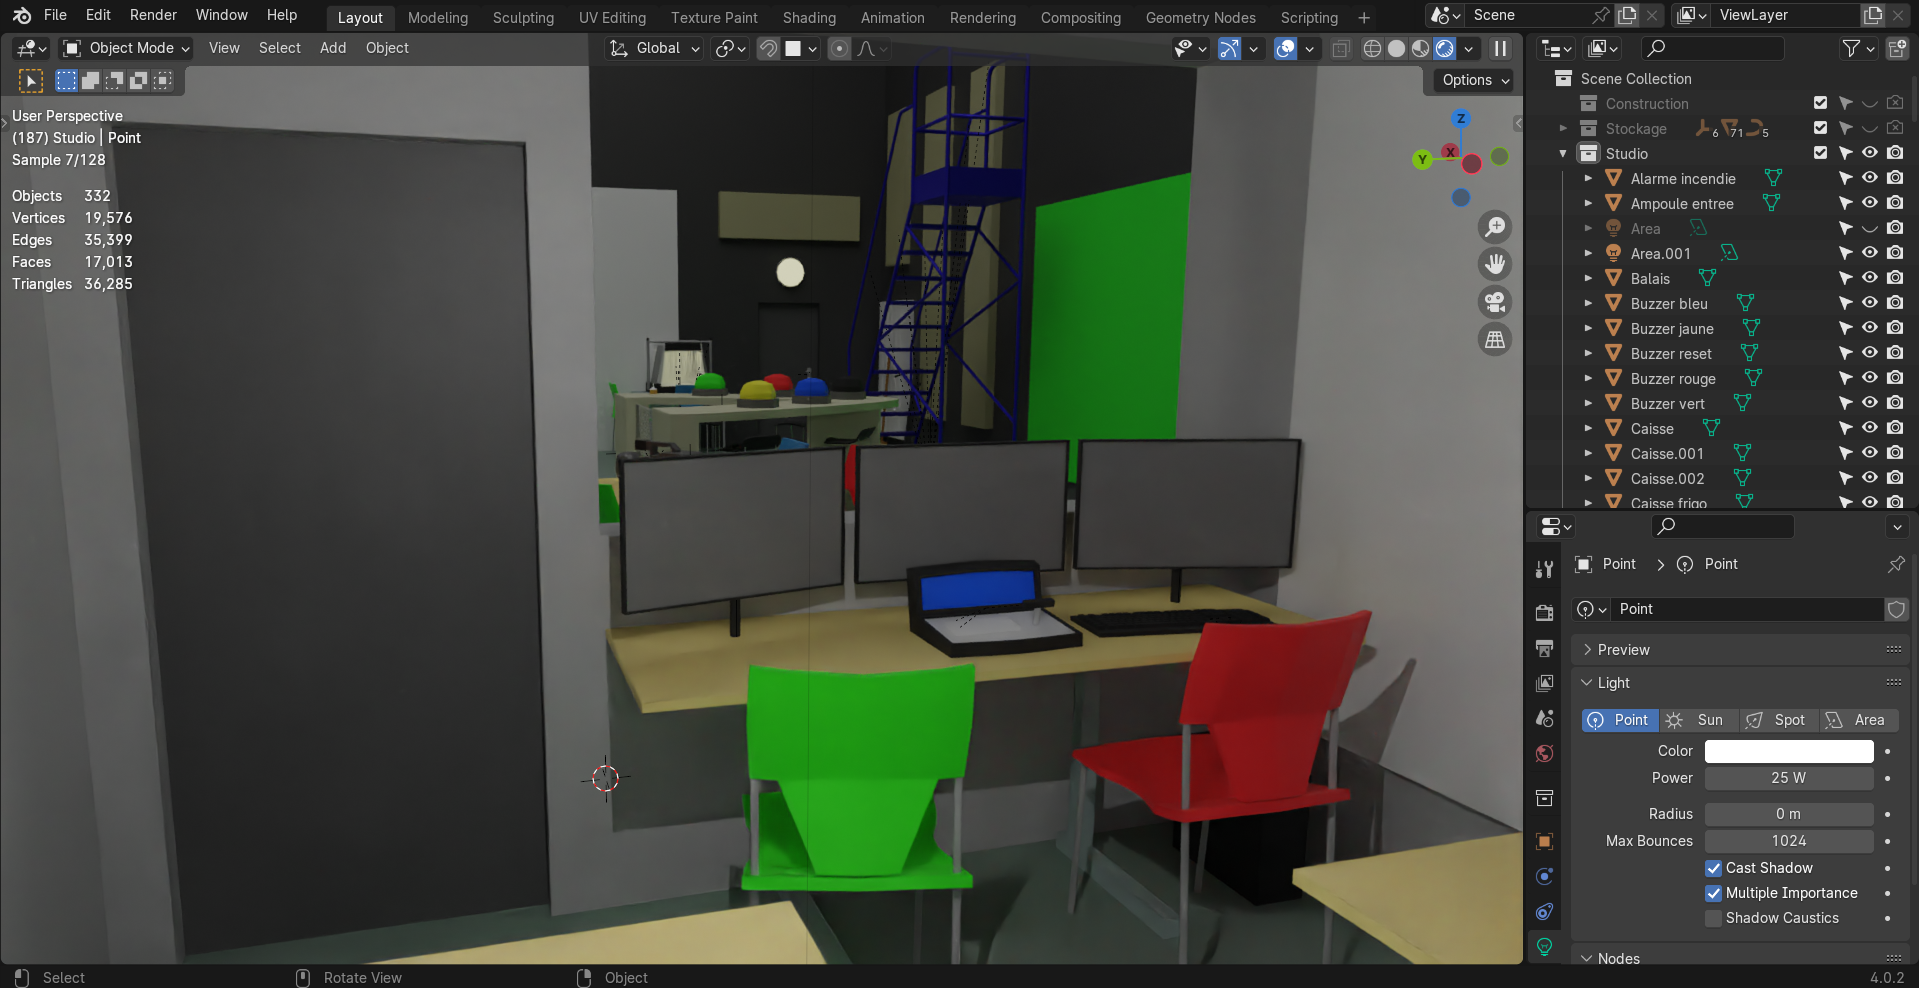 File Edit Render Window Help Layout Modeling Sculpting UV Editing Texture Paint Shading Animation Rendering Compositing Geometry Nodes Scripting + Scene ViewLayer
Object Mode View Select Add Object Global
Options
User Perspective
(187) Studio | Point
Sample 7/128
Objects 332
Vertices 19,576
Edges 35,399
Faces 17,013
Triangles 36,285
Z
Y
X
Scene Collection
Construction
Stockage 6 71 5
Studio
Alarme incendie
Ampoule entree
Area
Area.001
Balais
Buzzer bleu
Buzzer jaune
Buzzer reset
Buzzer rouge
Buzzer vert
Caisse
Caisse.001
Caisse.002
Caisse frigo
Point > Point
Point
Preview
Light
Point Sun Spot Area
Color
Power 25 W
Radius 0 m
Max Bounces 1024
Cast Shadow
Multiple Importance
Shadow Caustics
Nodes
Select Rotate View Object 4.0.2